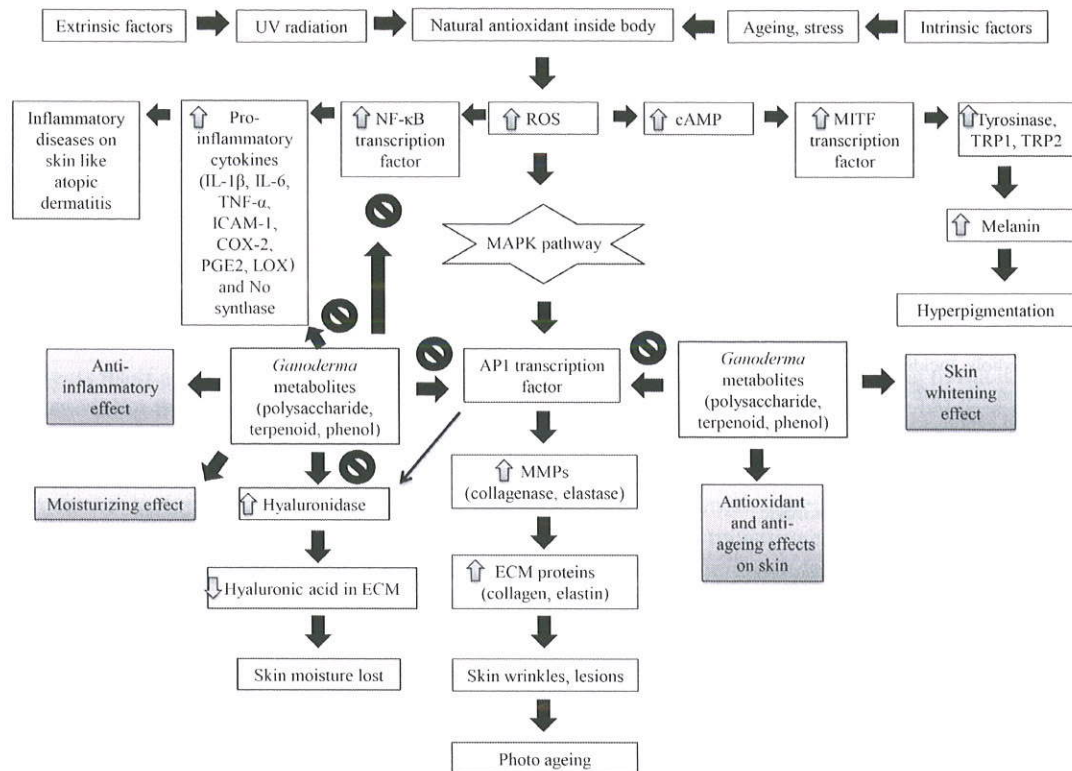 Extrinsic factors
UV radiation
Natural antioxidant inside body
Ageing, stress
Intrinsic factors
Inflammatory
diseases on
skin like
atopic
dermatitis
Pro-
inflammatory
cytokines
(IL-1β, IL-6,
TNF-α,
ICAM-1,
COX-2,
PGE2, LOX)
and No
synthase
NF-κB
transcription
factor
ROS
cAMP
MITF
transcription
factor
Tyrosinase,
TRP1, TRP2
MAPK pathway
Melanin
Hyperpigmentation
Anti-
inflammatory
effect
Ganoderma
metabolites
(polysaccharide,
terpenoid, phenol)
AP1 transcription
factor
Ganoderma
metabolites
(polysaccharide,
terpenoid, phenol)
Skin
whitening
effect
Moisturizing effect
Hyaluronidase
MMPs
(collagenase, elastase)
Antioxidant
and anti-
ageing effects
on skin
Hyaluronic acid in ECM
ECM proteins
(collagen, elastin)
Skin moisture lost
Skin wrinkles, lesions
Photo ageing